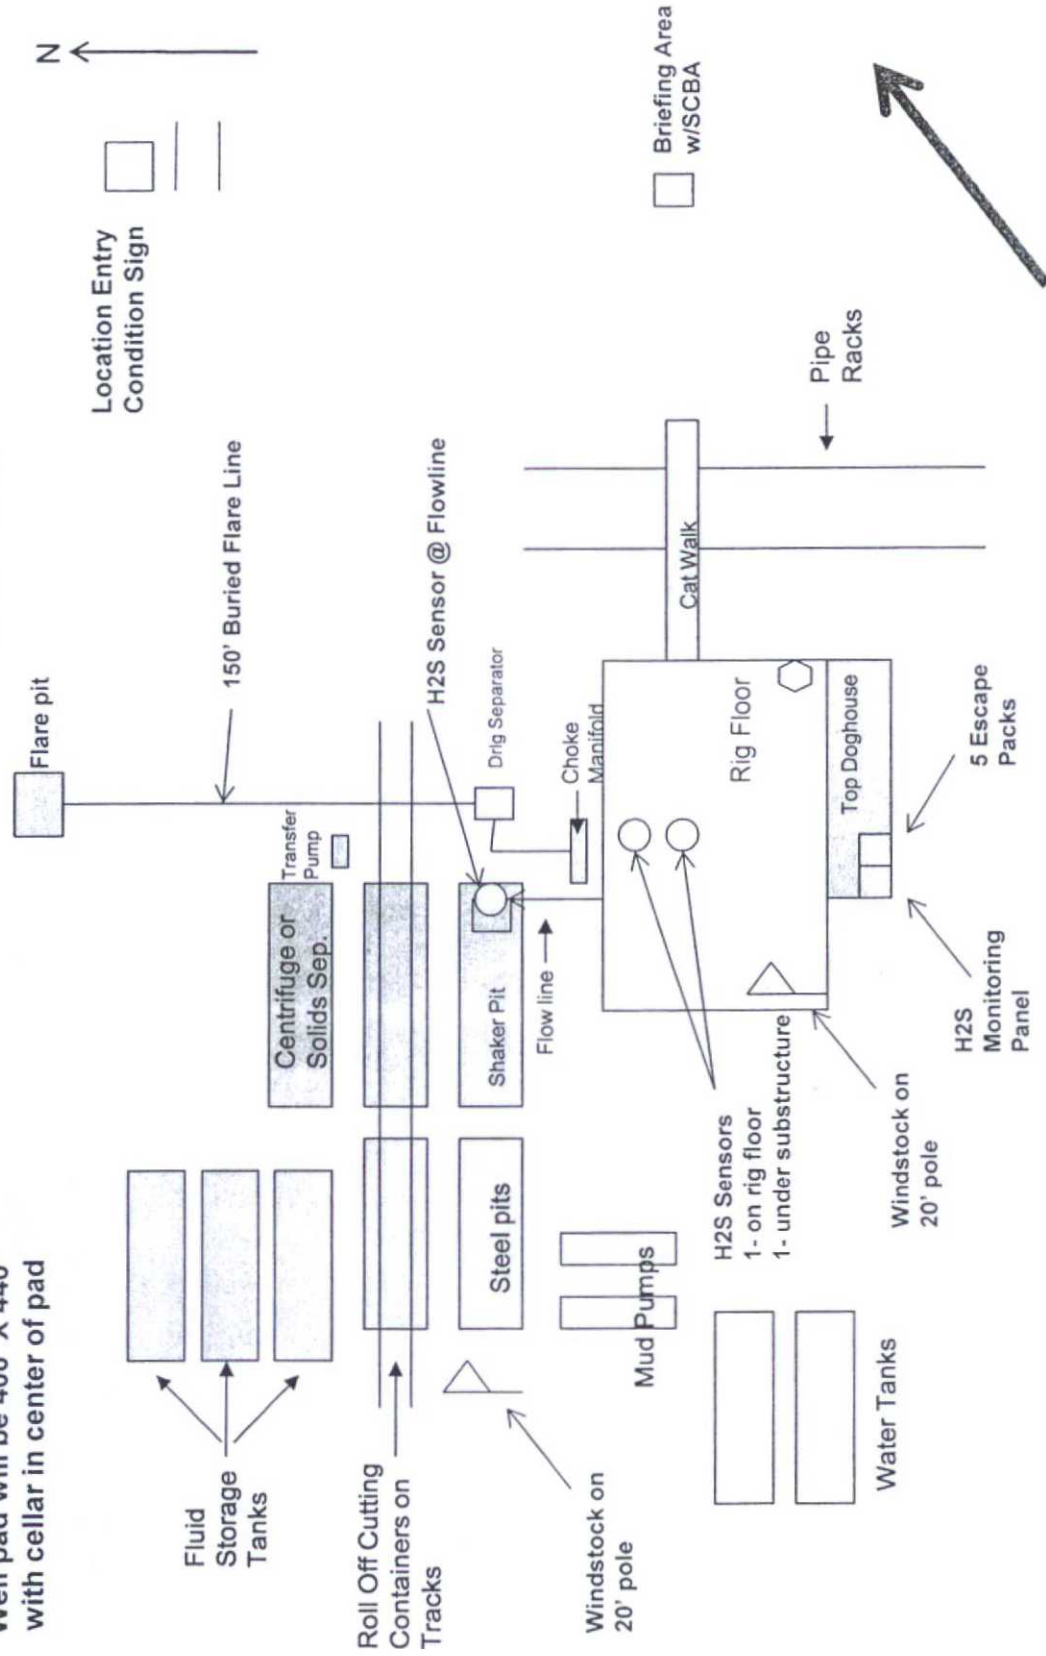 Well pad will be
with cellar in center of pad
N
Location Entry
Condition Sign
Flare pit
150' Buried Flare Line
Fluid
Storage
Tanks
Transfer
Pump
Centrifuge or
Solids Sep.
Roll Off Cutting
Containers on
Tracks
H2S Sensor @ Flowline
Drlg Separator
Steel pits
Shaker Pit
Flow line
Choke
Manifold
Windstock on
20' pole
Mud Pumps
Cat Walk
Briefing Area
w/SCBA
H2S Sensors
1- on rig floor
1- under substructure
Rig Floor
Pipe
Racks
Water Tanks
Windstock on
20' pole
Top Doghouse
H2S
Monitoring
Panel
5 Escape
Packs